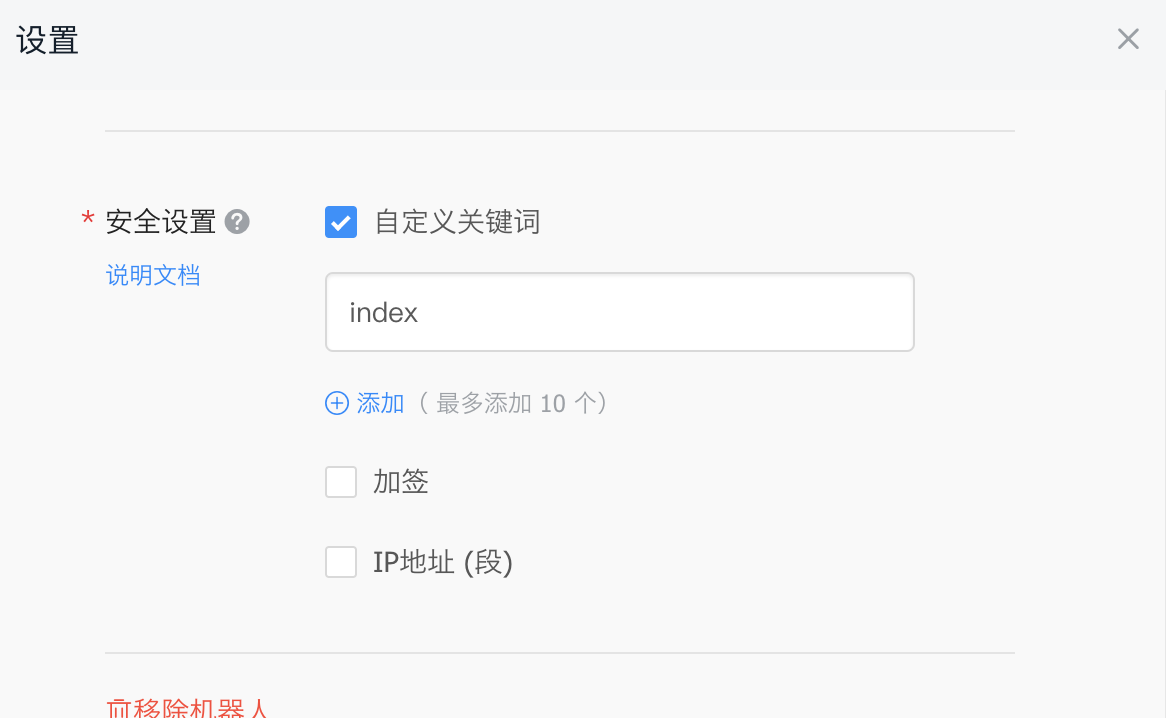 设置
* 安全设置 ?
自定义关键词
说明文档
index
添加（ 最多添加 10 个）
加签
IP地址 (段)
移除机器人